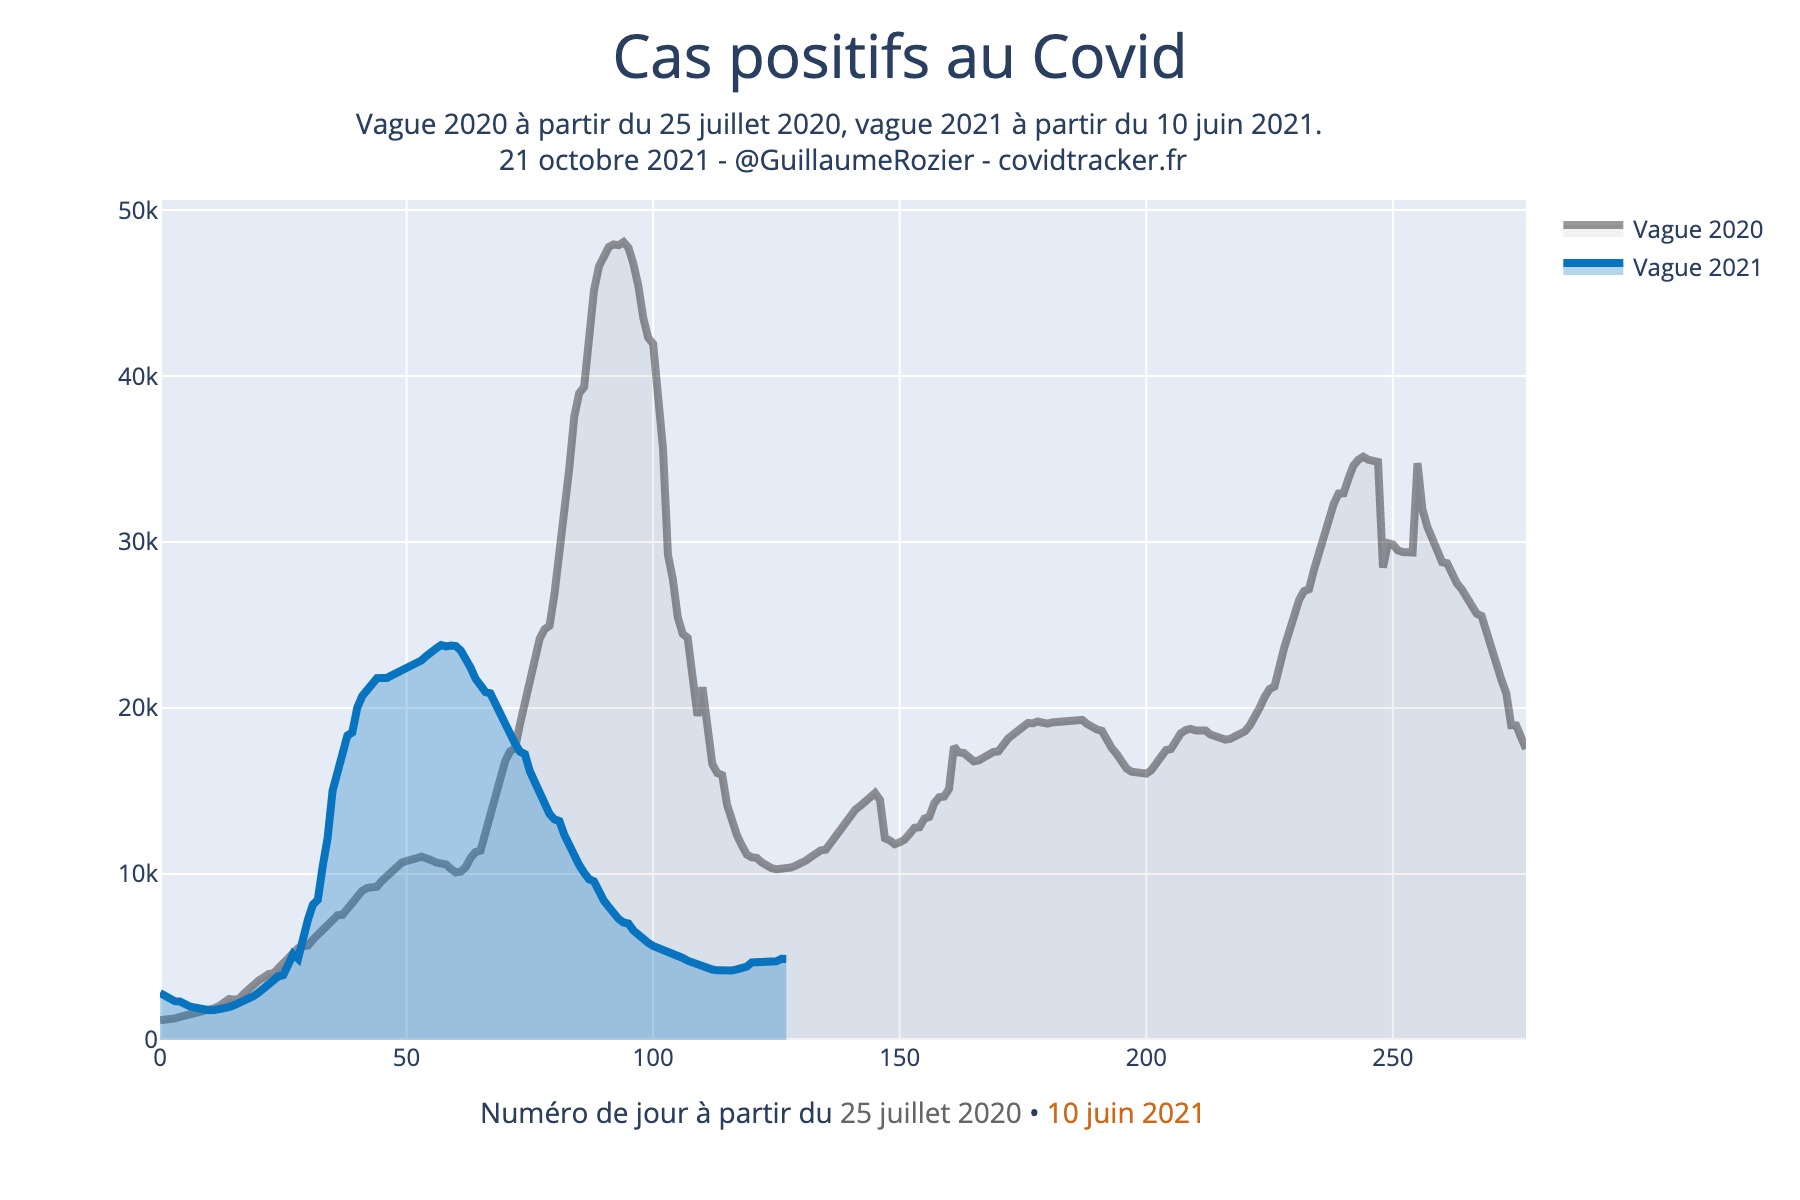 Cas positifs au Covid
Vague 2020 à partir du 25 juillet 2020, vague 2021 à partir du 10 juin 2021.
21 octobre 2021 - @GuillaumeRozier - covidtracker.fr
50k
40k
30k
20k
10k
0
0 50 100 150 200 250
Numéro de jour à partir du 25 juillet 2020 • 10 juin 2021
Vague 2020
Vague 2021